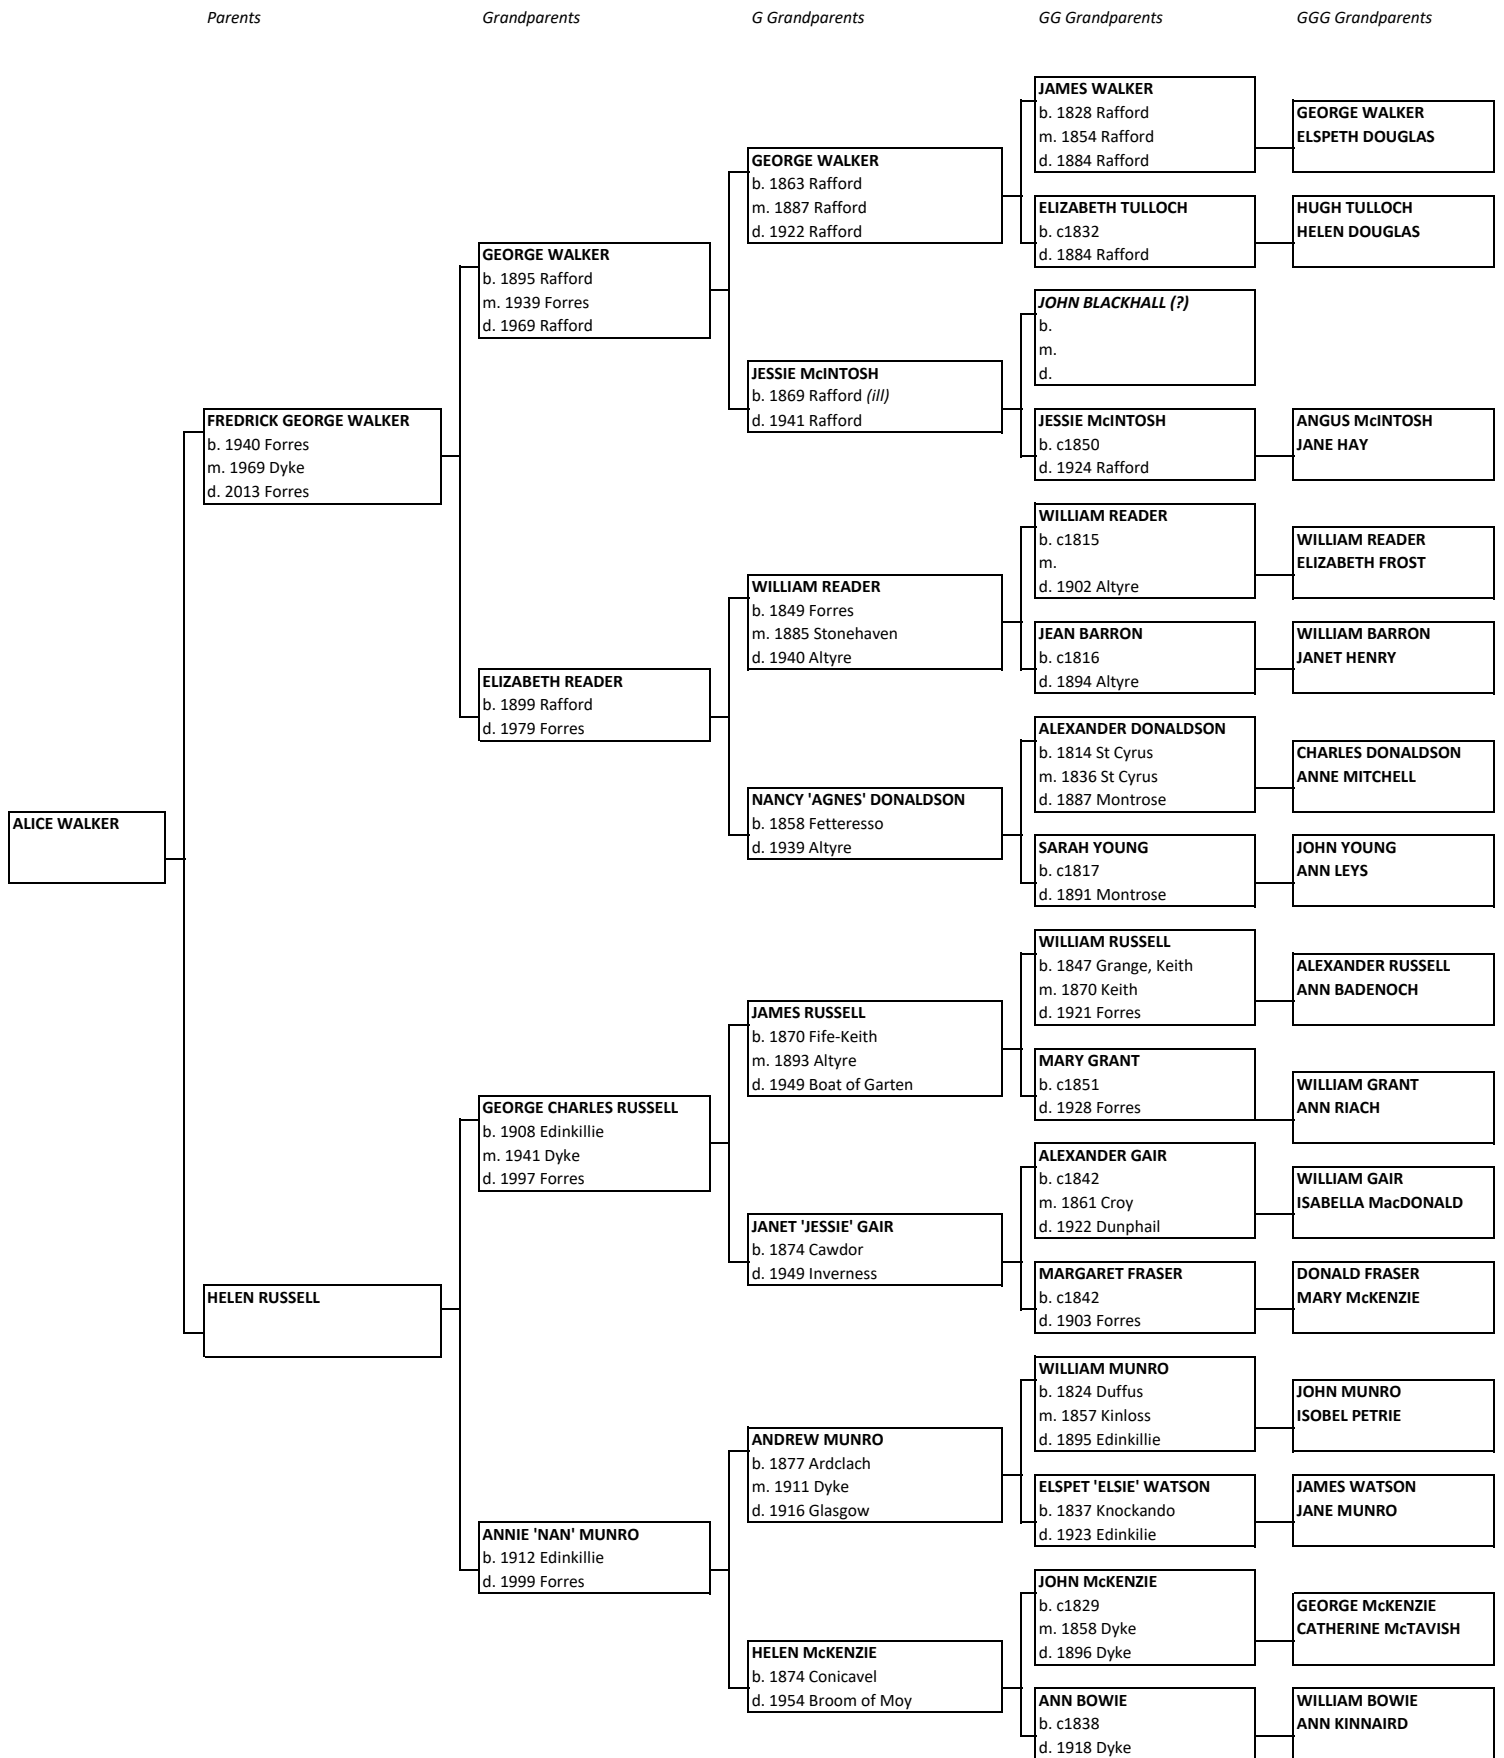 Parents
Grandparents
G Grandparents
GG Grandparents
GGG Grandparents
ALICE WALKER
FREDRICK GEORGE WALKER
b. 1940 Forres
m. 1969 Dyke
d. 2013 Forres
HELEN RUSSELL
GEORGE WALKER
b. 1895 Rafford
m. 1939 Forres
d. 1969 Rafford
ELIZABETH READER
b. 1899 Rafford
d. 1979 Forres
GEORGE CHARLES RUSSELL
b. 1908 Edinkillie
m. 1941 Dyke
d. 1997 Forres
ANNIE 'NAN' MUNRO
b. 1912 Edinkillie
d. 1999 Forres
GEORGE WALKER
b. 1863 Rafford
m. 1887 Rafford
d. 1922 Rafford
JESSIE McINTOSH
b. 1869 Rafford (ill)
d. 1941 Rafford
WILLIAM READER
b. 1849 Forres
m. 1885 Stonehaven
d. 1940 Altyre
NANCY 'AGNES' DONALDSON
b. 1858 Fetteresso
d. 1939 Altyre
JAMES RUSSELL
b. 1870 Fife-Keith
m. 1893 Altyre
d. 1949 Boat of Garten
JANET 'JESSIE' GAIR
b. 1874 Cawdor
d. 1949 Inverness
ANDREW MUNRO
b. 1877 Ardclach
m. 1911 Dyke
d. 1916 Glasgow
HELEN McKENZIE
b. 1874 Conicavel
d. 1954 Broom of Moy
JAMES WALKER
b. 1828 Rafford
m. 1854 Rafford
d. 1884 Rafford
ELIZABETH TULLOCH
b. c1832
d. 1884 Rafford
JOHN BLACKHALL (?)
b.
m.
d.
JESSIE McINTOSH
b. c1850
d. 1924 Rafford
WILLIAM READER
b. c1815
m.
d. 1902 Altyre
JEAN BARRON
b. c1816
d. 1894 Altyre
ALEXANDER DONALDSON
b. 1814 St Cyrus
m. 1836 St Cyrus
d. 1887 Montrose
SARAH YOUNG
b. c1817
d. 1891 Montrose
WILLIAM RUSSELL
b. 1847 Grange, Keith
m. 1870 Keith
d. 1921 Forres
MARY GRANT
b. c1851
d. 1928 Forres
ALEXANDER GAIR
b. c1842
m. 1861 Croy
d. 1922 Dunphail
MARGARET FRASER
b. c1842
d. 1903 Forres
WILLIAM MUNRO
b. 1824 Duffus
m. 1857 Kinloss
d. 1895 Edinkillie
ELSPET 'ELSIE' WATSON
b. 1837 Knockando
d. 1923 Edinkilie
JOHN McKENZIE
b. c1829
m. 1858 Dyke
d. 1896 Dyke
ANN BOWIE
b. c1838
d. 1918 Dyke
GEORGE WALKER
ELSPETH DOUGLAS
HUGH TULLOCH
HELEN DOUGLAS
ANGUS McINTOSH
JANE HAY
WILLIAM READER
ELIZABETH FROST
WILLIAM BARRON
JANET HENRY
CHARLES DONALDSON
ANNE MITCHELL
JOHN YOUNG
ANN LEYS
ALEXANDER RUSSELL
ANN BADENOCH
WILLIAM GRANT
ANN RIACH
WILLIAM GAIR
ISABELLA MacDONALD
DONALD FRASER
MARY McKENZIE
JOHN MUNRO
ISOBEL PETRIE
JAMES WATSON
JANE MUNRO
GEORGE McKENZIE
CATHERINE McTAVISH
WILLIAM BOWIE
ANN KINNAIRD